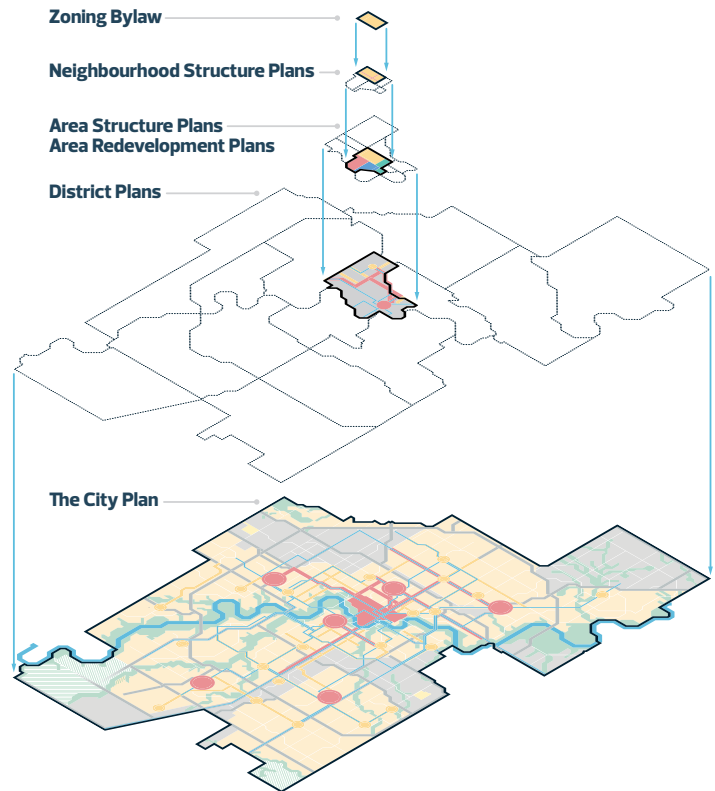 Zoning Bylaw
Neighbourhood Structure Plans
Area Structure Plans
Area Redevelopment Plans
District Plans
The City Plan